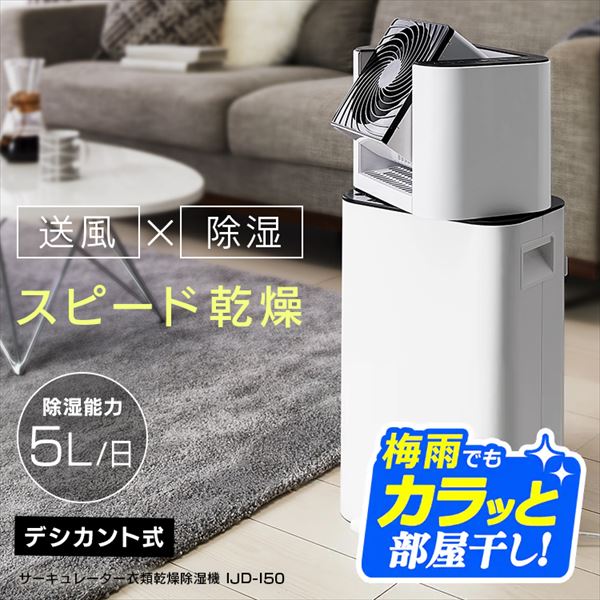 送風×除湿
スピード乾燥
除湿能力
5L/日
デシカント式
サーキュレーター衣類乾燥除湿機 IJD-I50
梅雨でも
カラッと
部屋干し!